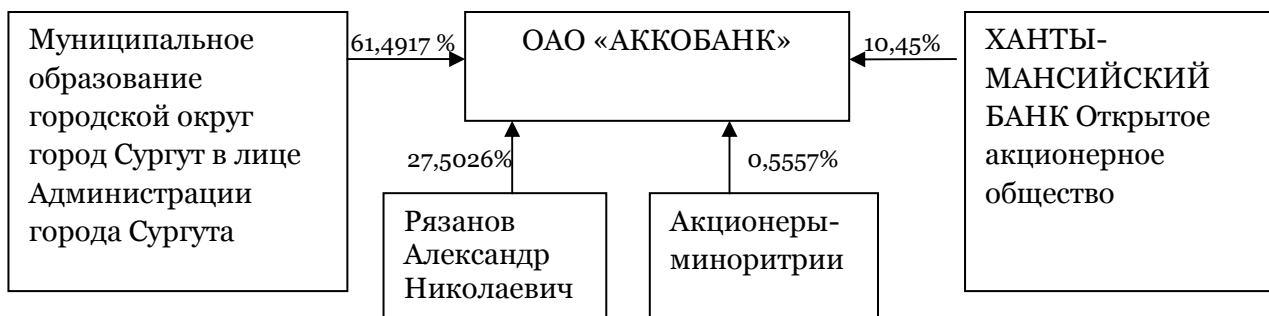 Муниципальное
образование
городской округ
город Сургут в лице
Администрации
города Сургута
61,4917 %
ОАО «АККОБАНК»
10,45%
ХАНТЫ-
МАНСИЙСКИЙ
БАНК Открытое
акционерное
общество
27,5026%
0,5557%
Рязанов
Александр
Николаевич
Акционеры-
миноритрии